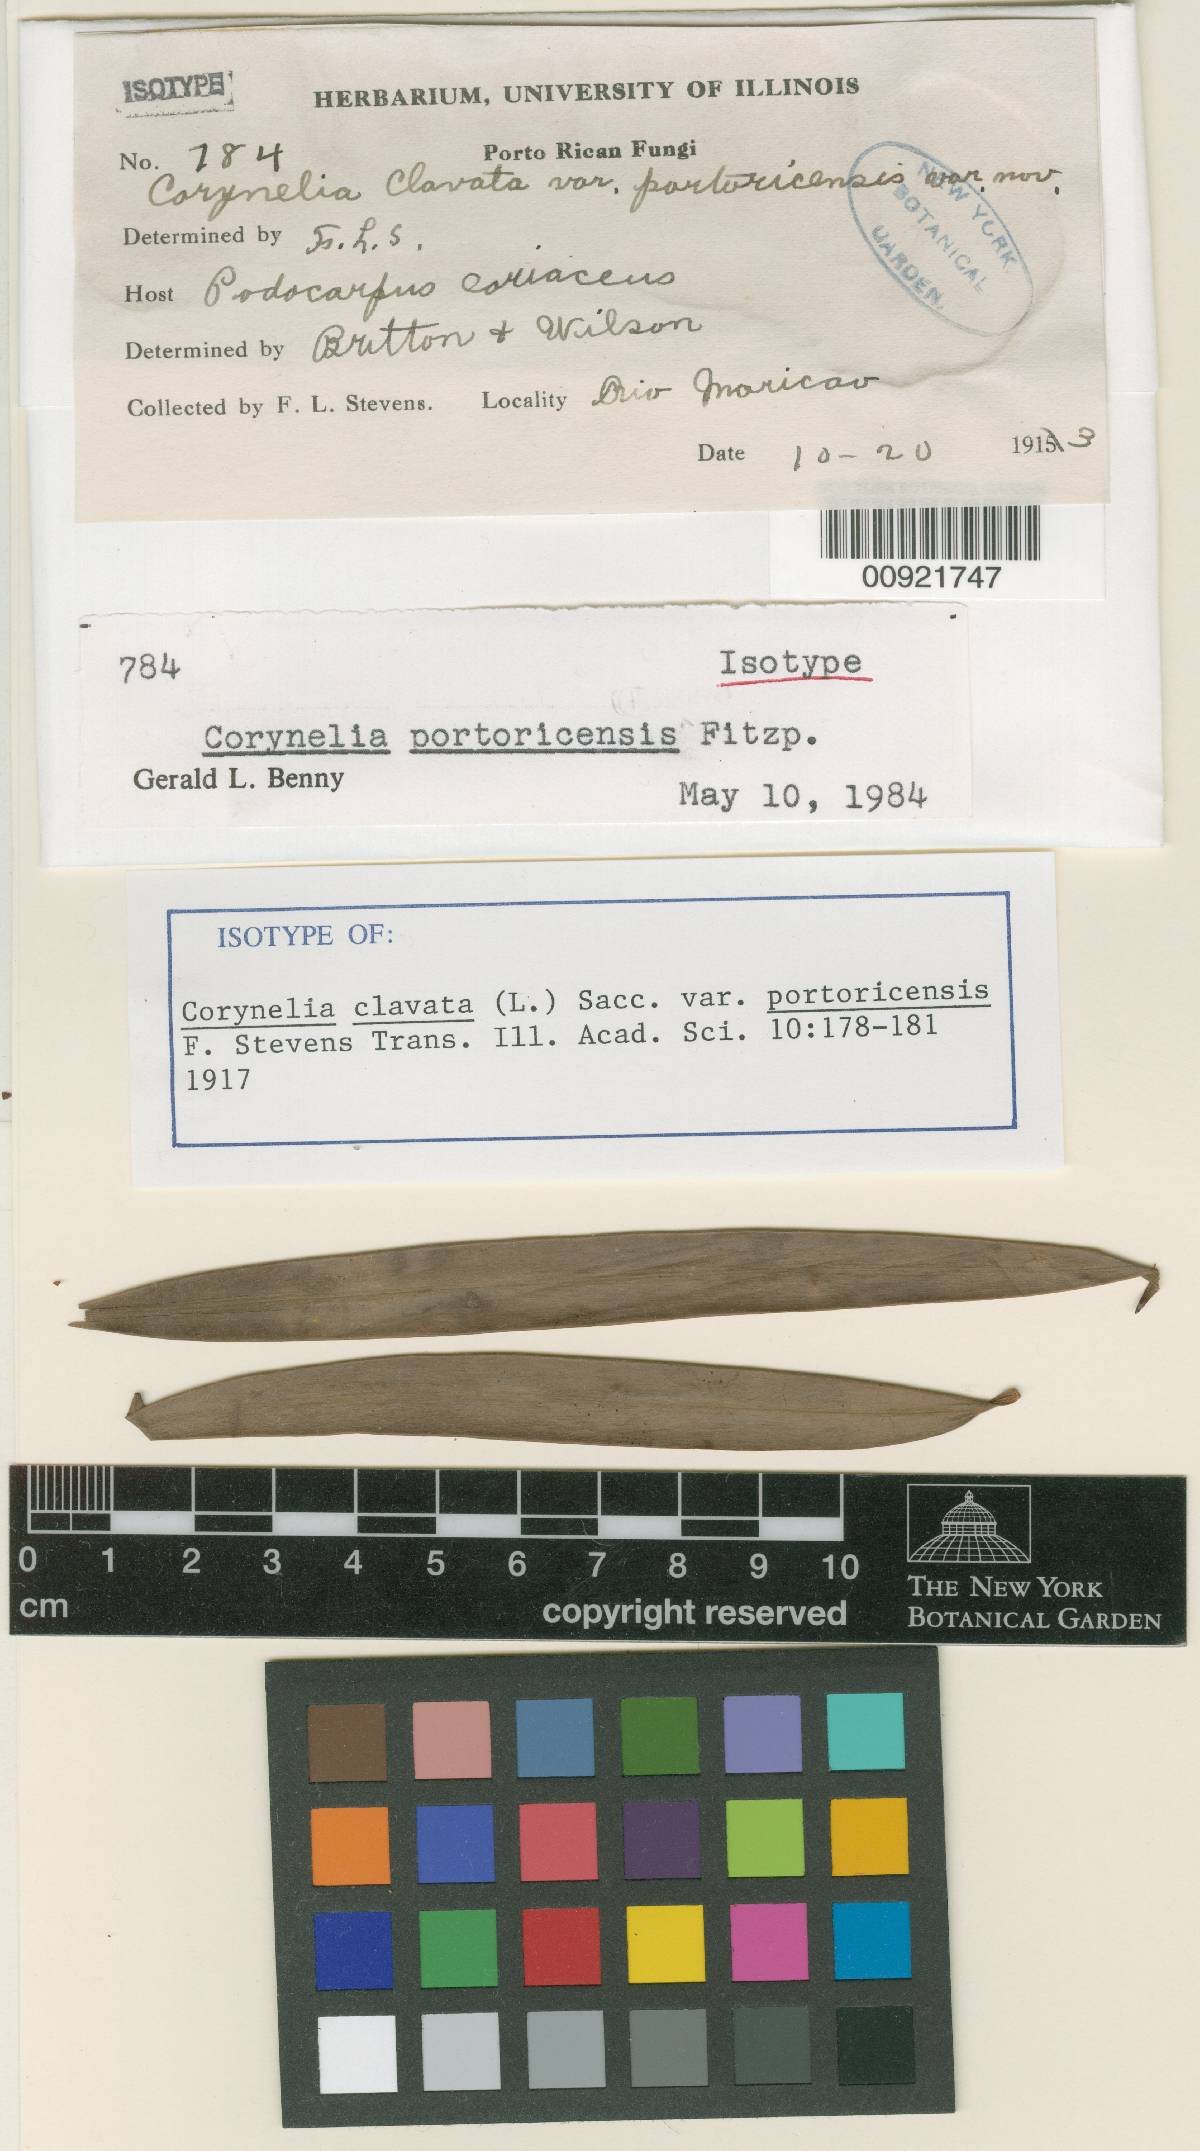 ISOTYPE
HERBARIUM, UNIVERSITY OF ILLINOIS
No. 784
Porto Rican Fungi
Corynelia Clavata var. portoricensis var. nov.
NEW YORK
BOTANICAL
GARDEN.
Determined by F. L. S.
Host Podocarpus coriaceus
Determined by Britton & Wilson
Collected by F. L. Stevens. Locality Rio Maricao
Date 10-20 1915 3
00921747
784
Isotype
Corynelia portoricensis Fitzp.
Gerald L. Benny
May 10, 1984
ISOTYPE OF:
Corynelia clavata (L.) Sacc. var. portoricensis
F. Stevens Trans. Ill. Acad. Sci. 10:178-181
1917
0 1 2 3 4 5 6 7 8 9 10
cm
copyright reserved
THE NEW YORK
BOTANICAL GARDEN